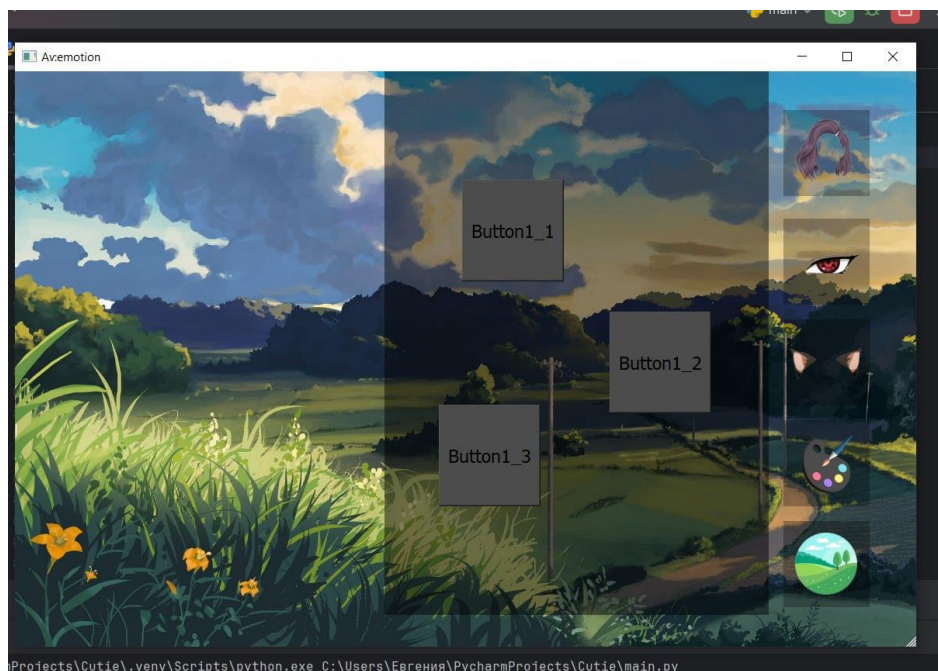 main
Av:emotion
Button1_1
Button1_2
Button1_3
nProjects\Cutie\.venv\Scripts\python.exe C:\Users\Евгения\PycharmProjects\Cutie\main.py